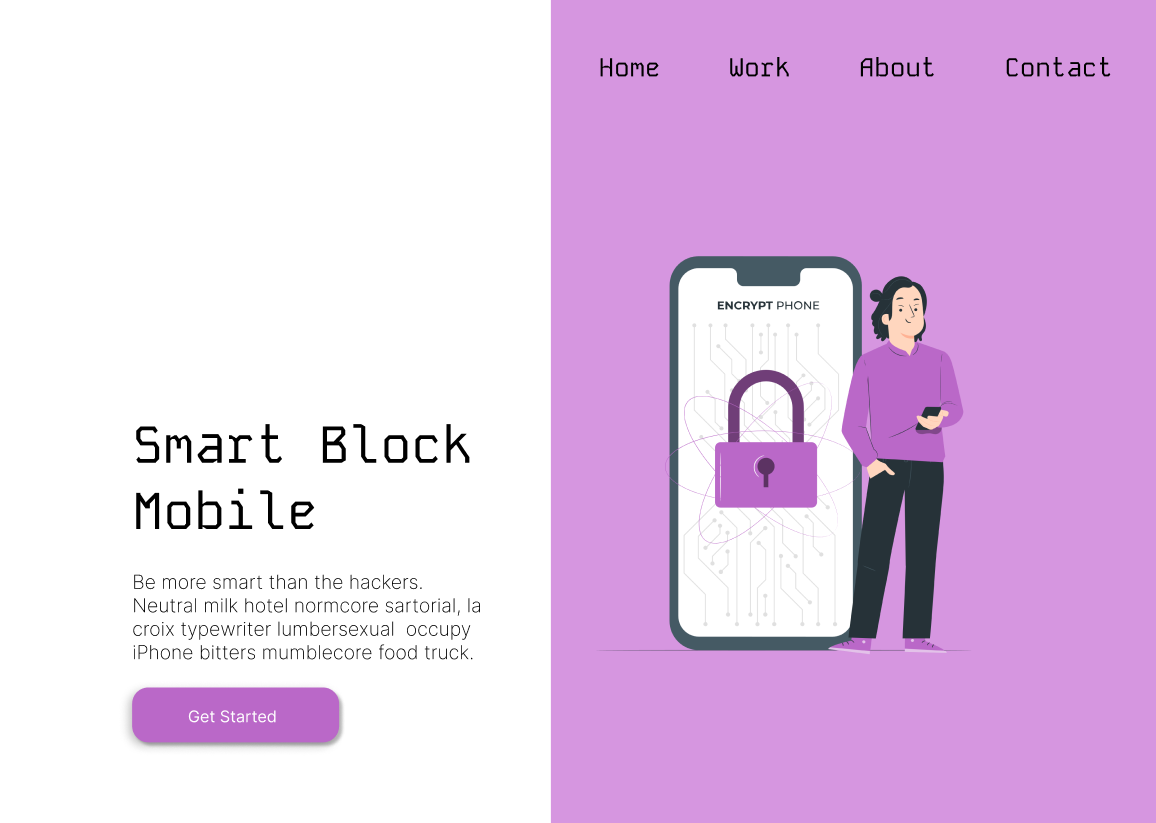 Home Work About Contact
ENCRYPT PHONE
Smart Block
Mobile
Be more smart than the hackers.
Neutral milk hotel normcore sartorial, la
croix typewriter lumbersexual  occupy
iPhone bitters mumblecore food truck.
Get Started